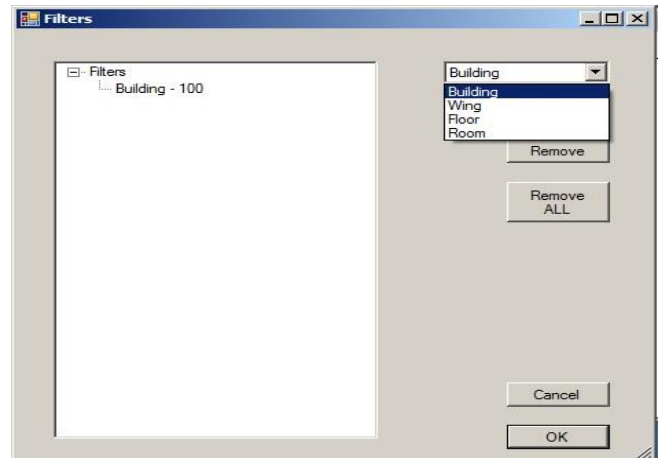 Filters
Filters
Building - 100
Building
Building
Wing
Floor
Room
Remove
Remove
ALL
Cancel
OK